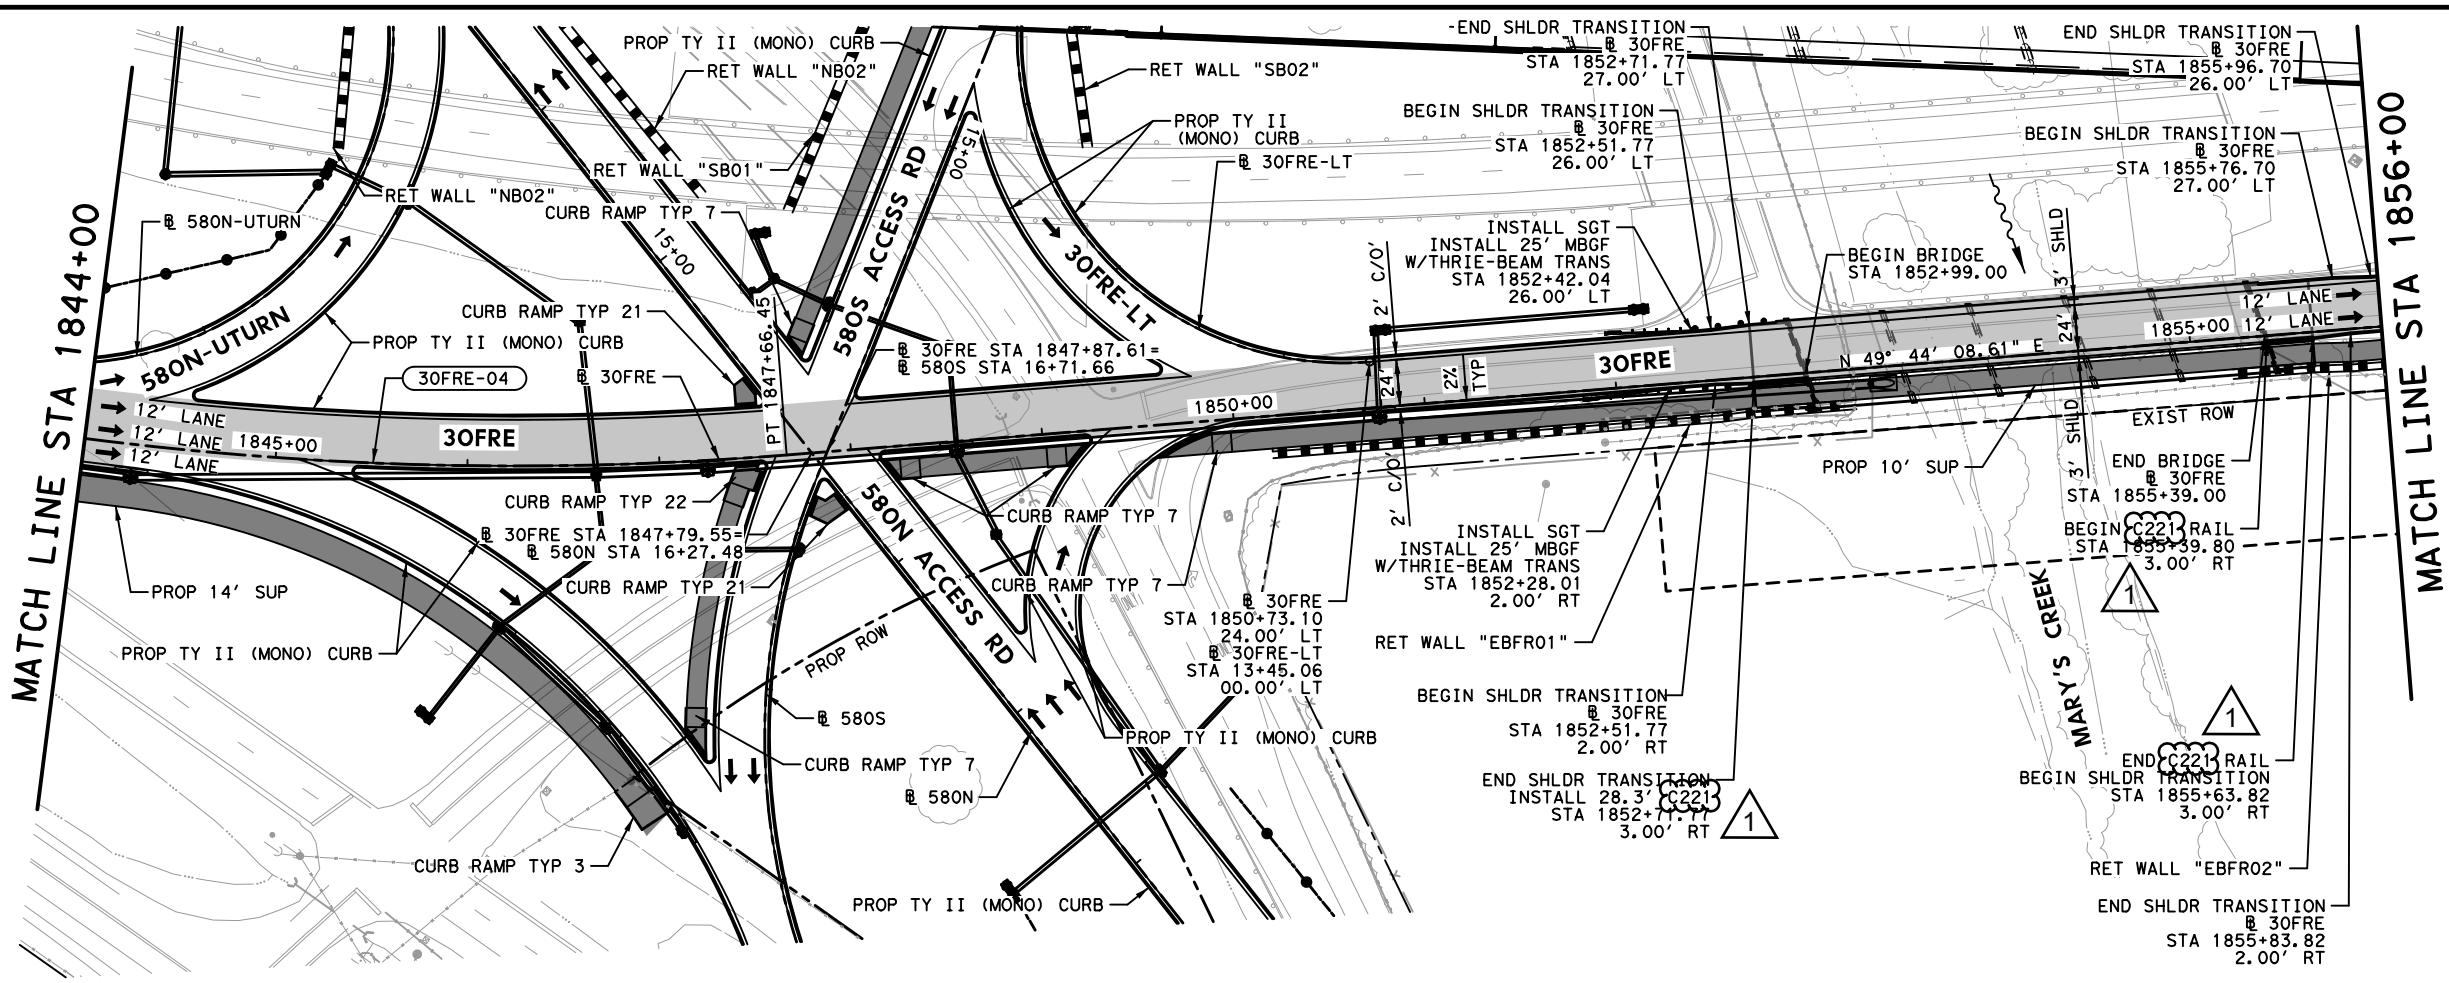 MATCH LINE STA 1844+00
PROP TY II (MONO) CURB
RET WALL "NB02"
RET WALL "SB01"
RET WALL "NB02"
CURB RAMP TYP 7
℄ 580N-UTURN
580N-UTURN
15+00
580S ACCESS RD
15+00
RET WALL "SB02"
PROP TY II
(MONO) CURB
℄ 30FRE-LT
30FRE-LT
CURB RAMP TYP 21
PROP TY II (MONO) CURB
30FRE-04
℄ 30FRE
PT 1847+66.45
℄ 30FRE STA 1847+87.61=
℄ 580S STA 16+71.66
12' LANE
12' LANE
12' LANE
1845+00
30FRE
CURB RAMP TYP 22
℄ 30FRE STA 1847+79.55=
℄ 580N STA 16+27.48
CURB RAMP TYP 21
PROP 14' SUP
PROP TY II (MONO) CURB
580N ACCESS RD
CURB RAMP TYP 7
CURB RAMP TYP 7
PROP ROW
℄ 580S
CURB RAMP TYP 7
℄ 580N
PROP TY II (MONO) CURB
CURB RAMP TYP 3
PROP TY II (MONO) CURB
-END SHLDR TRANSITION
℄ 30FRE
STA 1852+71.77
27.00' LT
BEGIN SHLDR TRANSITION
℄ 30FRE
STA 1852+51.77
26.00' LT
INSTALL SGT
INSTALL 25' MBGF
W/THRIE-BEAM TRANS
STA 1852+42.04
26.00' LT
END SHLDR TRANSITION
℄ 30FRE
STA 1855+96.70
26.00' LT
BEGIN SHLDR TRANSITION
℄ 30FRE
STA 1855+76.70
27.00' LT
BEGIN BRIDGE
STA 1852+99.00
2' C/O'
24'
2' C/O'
2%
TYP
1850+00
30FRE
N 49° 44' 08.61" E
3' SHLD
24'
3' SHLD
12' LANE
1855+00
12' LANE
EXIST ROW
PROP 10' SUP
END BRIDGE
℄ 30FRE
STA 1855+39.00
BEGIN C221 RAIL
STA 1855+39.80
3.00' RT
1
INSTALL SGT
INSTALL 25' MBGF
W/THRIE-BEAM TRANS
STA 1852+28.01
2.00' RT
℄ 30FRE
STA 1850+73.10
24.00' LT
℄ 30FRE-LT
STA 13+45.06
00.00' LT
RET WALL "EBFR01"
BEGIN SHLDR TRANSITION
℄ 30FRE
STA 1852+51.77
2.00' RT
END SHLDR TRANSITION
INSTALL 28.3' C221
STA 1852+71.77
3.00' RT
1
MARY'S CREEK
1
END C221 RAIL
BEGIN SHLDR TRANSITION
STA 1855+63.82
3.00' RT
RET WALL "EBFR02"
END SHLDR TRANSITION
℄ 30FRE
STA 1855+83.82
2.00' RT
MATCH LINE STA 1856+00